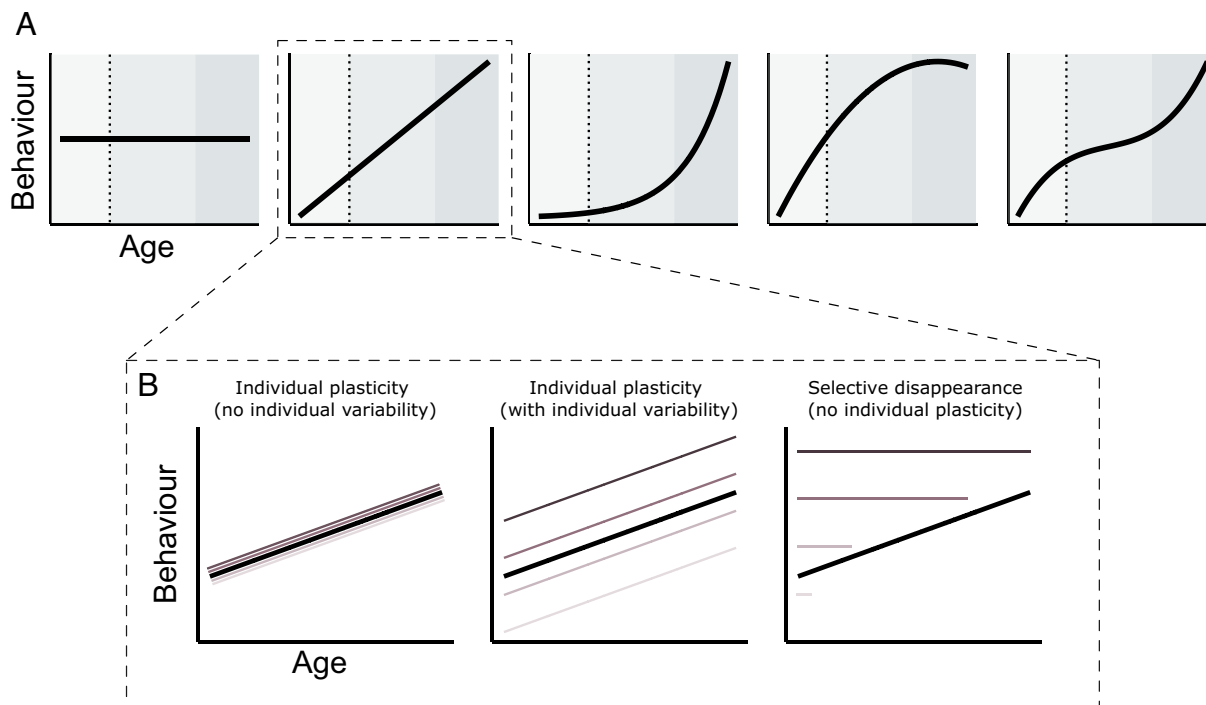 A
Behaviour
Age
B
Individual plasticity
(no individual variability)
Individual plasticity
(with individual variability)
Selective disappearance
(no individual plasticity)
Behaviour
Age